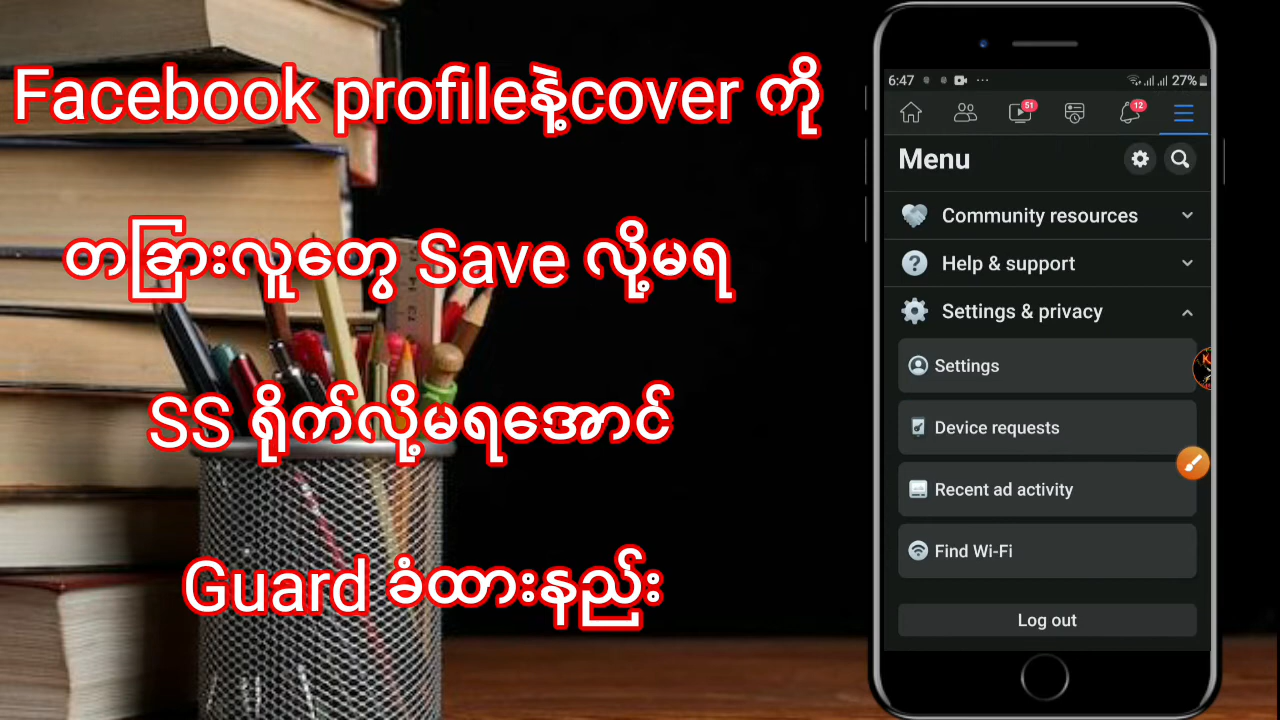 Facebook profileနဲ့cover ကို
တခြားလူတွေ Save လို့မရ
SS ရိုက်လို့မရအောင်
Guard ခံထားနည်း
6:47
27%
51
12
Menu
Community resources
Help & support
Settings & privacy
Settings
Device requests
Recent ad activity
Find Wi-Fi
Log out